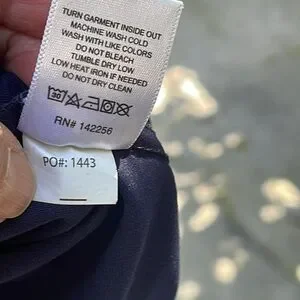 TURN GARMENT INSIDE OUT
MACHINE WASH COLD
WASH WITH LIKE COLORS
DO NOT BLEACH
TUMBLE DRY LOW
LOW HEAT IRON IF NEEDED
DO NOT DRY CLEAN
30
RN# 142256
PO#: 1443